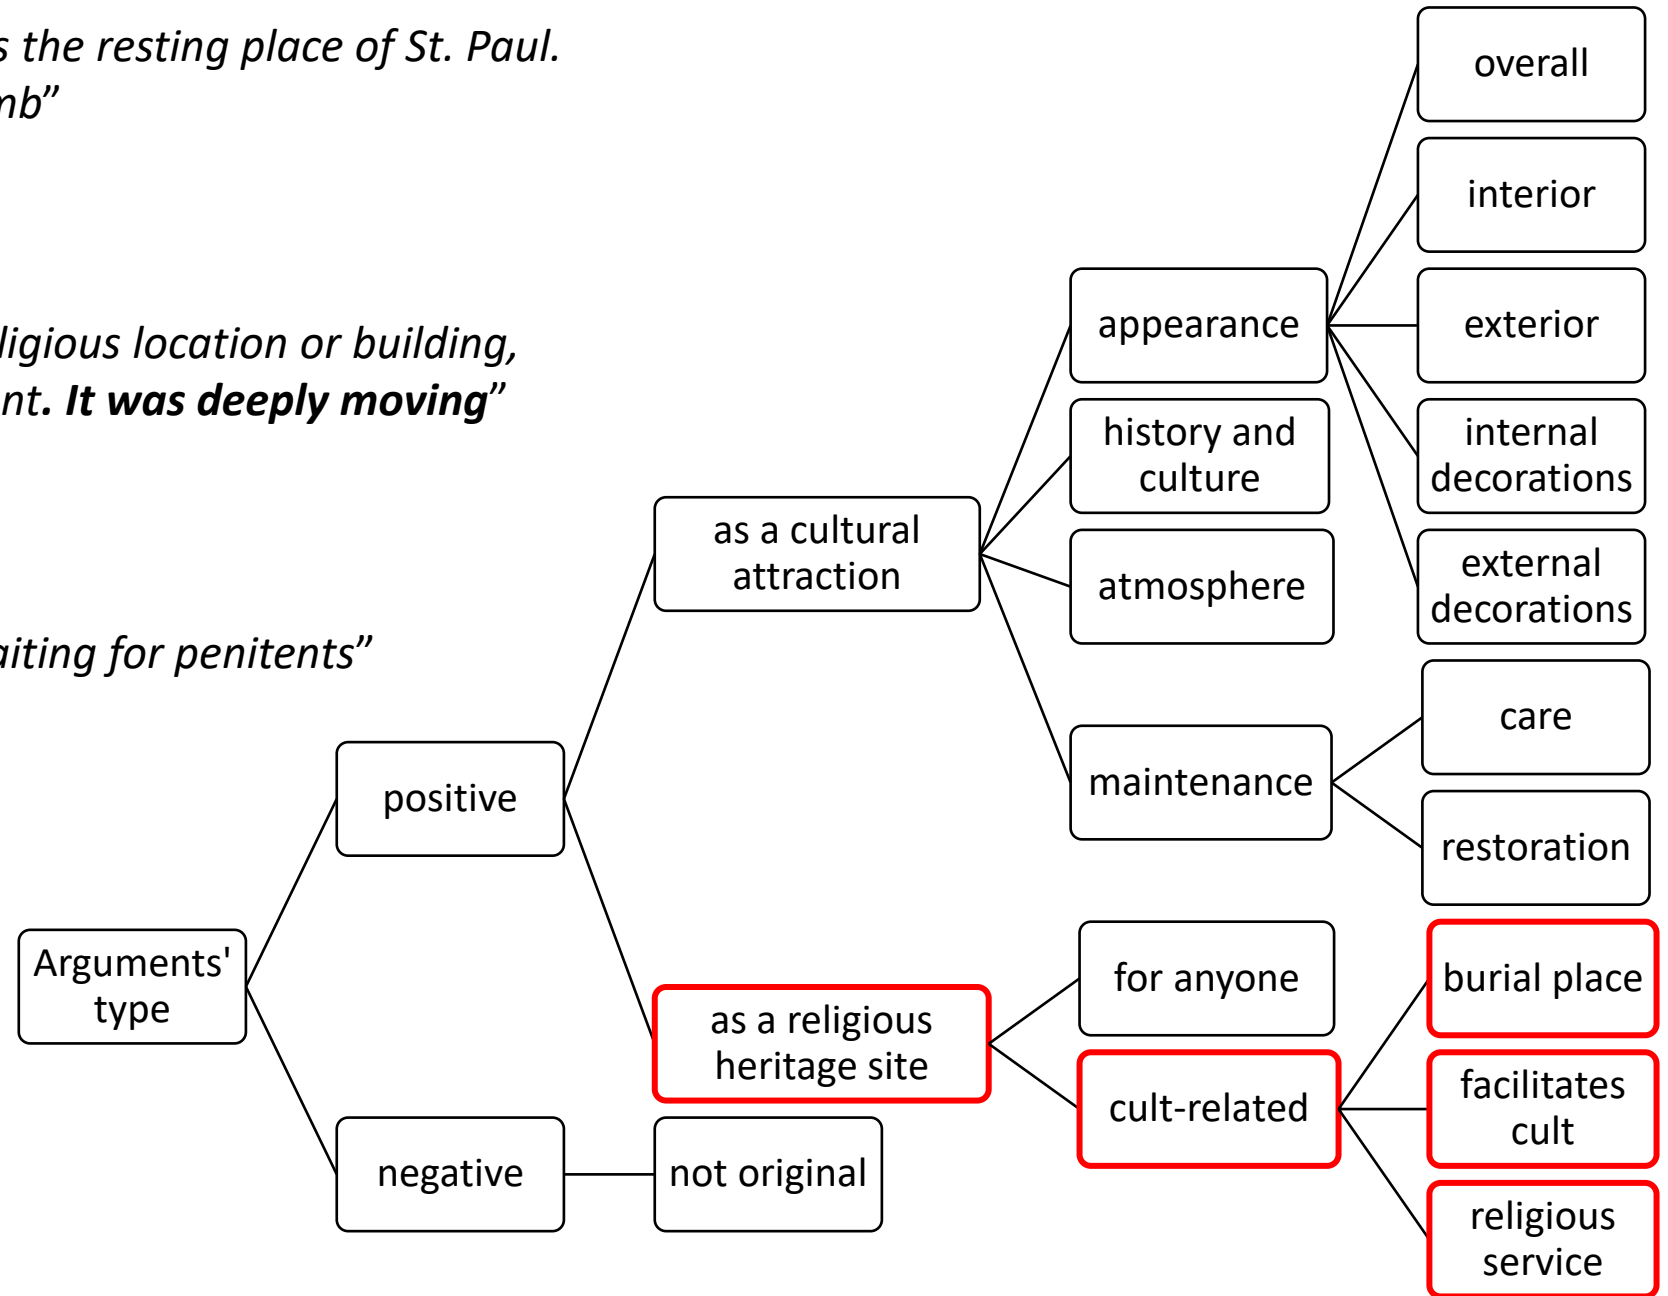 s the resting place of St. Paul.
mb”
ligious location or building,
nt. It was deeply moving”
aiting for penitents”
overall
interior
appearance
exterior
history and
culture
internal
decorations
as a cultural
attraction
atmosphere
external
decorations
care
positive
maintenance
restoration
Arguments'
type
for anyone
burial place
as a religious
heritage site
cult-related
facilitates
cult
negative
not original
religious
service